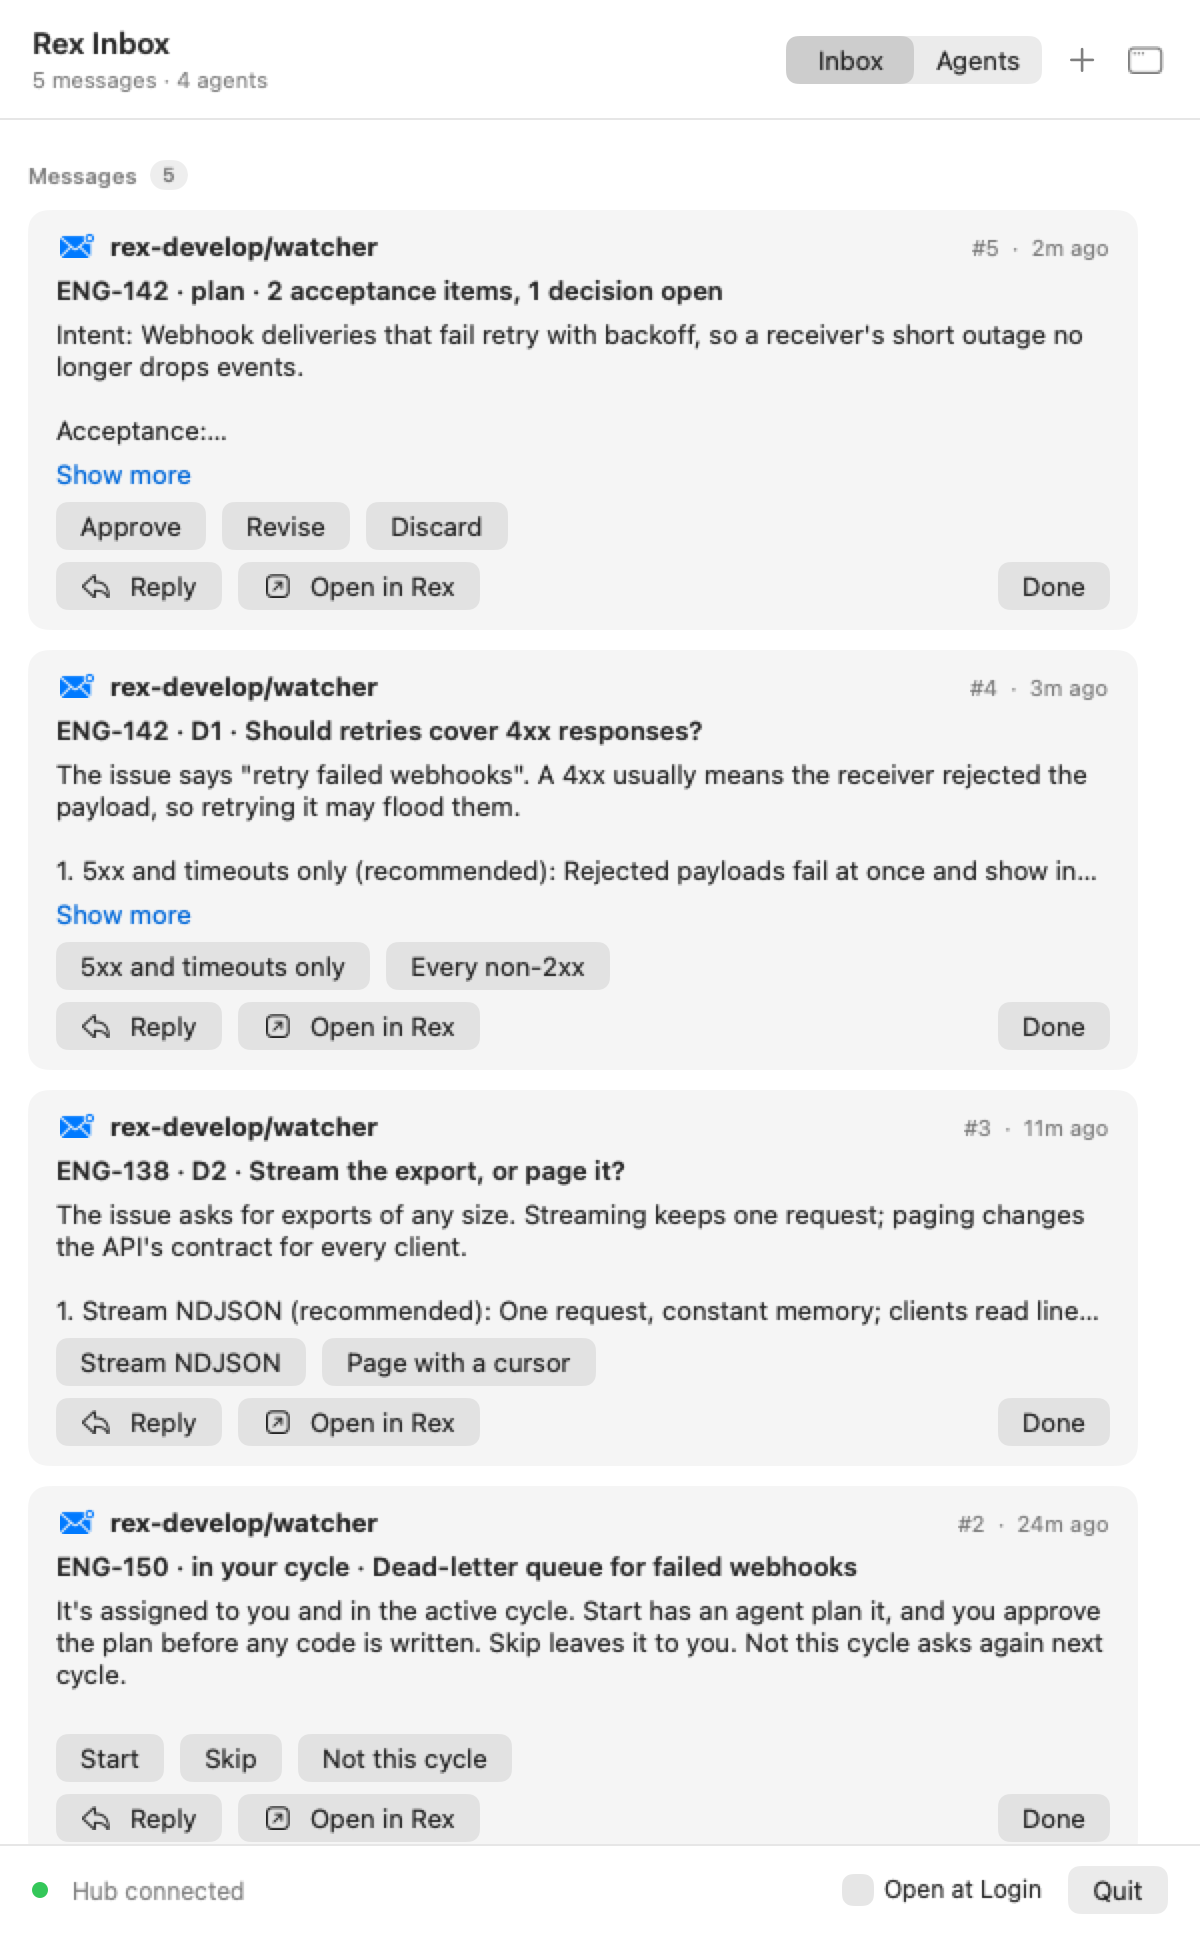 Rex Inbox
5 messages · 4 agents
Inbox
Agents
Messages 5
rex-develop/watcher
#5 · 2m ago
ENG-142 · plan · 2 acceptance items, 1 decision open
Intent: Webhook deliveries that fail retry with backoff, so a receiver's short outage no
longer drops events.
Acceptance:...
Show more
Approve
Revise
Discard
Reply
Open in Rex
Done
rex-develop/watcher
#4 · 3m ago
ENG-142 · D1 · Should retries cover 4xx responses?
The issue says "retry failed webhooks". A 4xx usually means the receiver rejected the
payload, so retrying it may flood them.
1. 5xx and timeouts only (recommended): Rejected payloads fail at once and show in...
Show more
5xx and timeouts only
Every non-2xx
Reply
Open in Rex
Done
rex-develop/watcher
#3 · 11m ago
ENG-138 · D2 · Stream the export, or page it?
The issue asks for exports of any size. Streaming keeps one request; paging changes
the API's contract for every client.
1. Stream NDJSON (recommended): One request, constant memory; clients read line...
Stream NDJSON
Page with a cursor
Reply
Open in Rex
Done
rex-develop/watcher
#2 · 24m ago
ENG-150 · in your cycle · Dead-letter queue for failed webhooks
It's assigned to you and in the active cycle. Start has an agent plan it, and you approve
the plan before any code is written. Skip leaves it to you. Not this cycle asks again next
cycle.
Start
Skip
Not this cycle
Reply
Open in Rex
Done
Hub connected
Open at Login
Quit